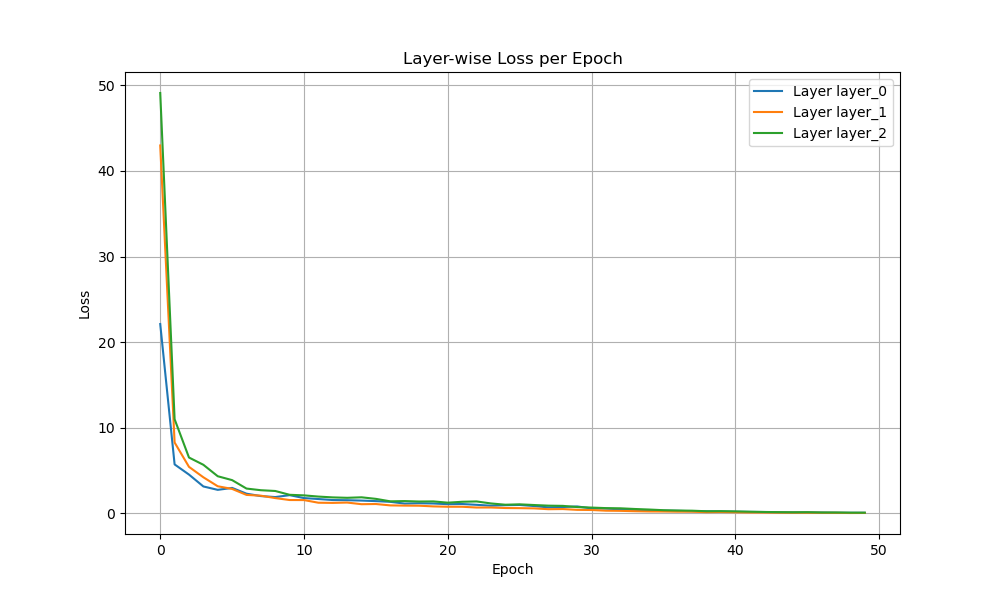 Layer-wise Loss per Epoch
50
40
30
20
10
0
Loss
Layer layer_0
Layer layer_1
Layer layer_2
0 10 20 30 40 50
Epoch